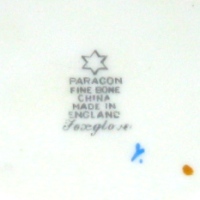 PARAGON
FINE BONE
CHINA
MADE IN
ENGLAND
Foxglove